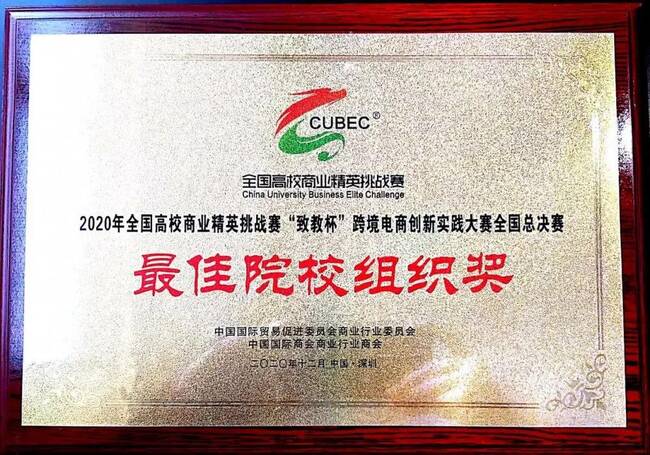 CUBEC®
全国高校商业精英挑战赛
China University Business Elite Challenge
2020年全国高校商业精英挑战赛“致教杯”跨境电商创新实践大赛全国总决赛
最佳院校组织奖
中国国际贸易促进委员会商业行业委员会
中国国际商会商业行业商会
二〇二〇年十二月 中国·深圳